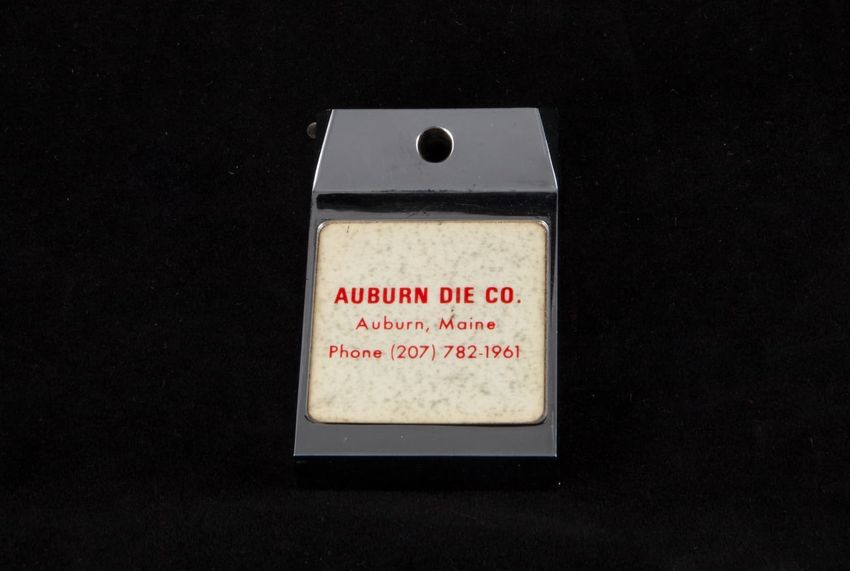 AUBURN DIE CO.
Auburn, Maine
Phone (207) 782-1961